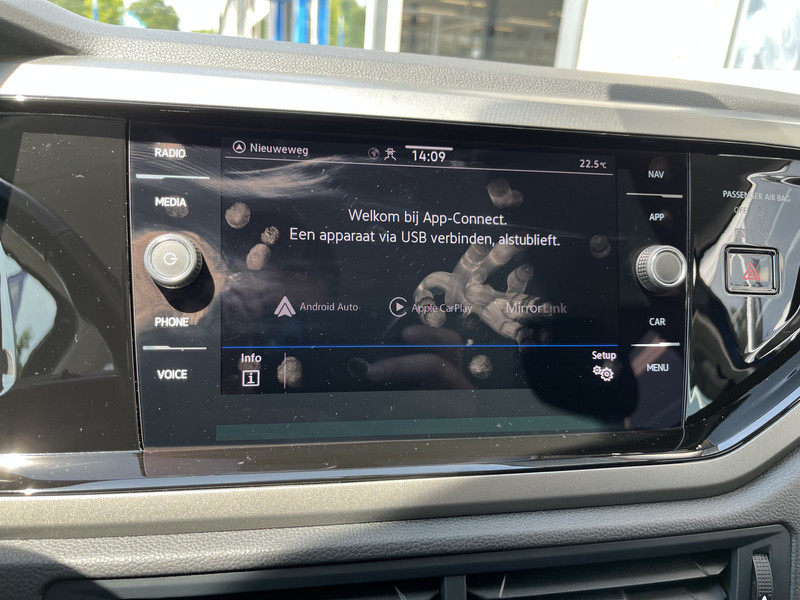 RADIO
MEDIA
PHONE
VOICE
Nieuweweg
14:09
22.5°C
Welkom bij App-Connect.
Een apparaat via USB verbinden, alstublieft.
Android Auto
Apple CarPlay
MirrorLink
Info
Setup
NAV
APP
CAR
MENU
PASSENGER AIR BAG